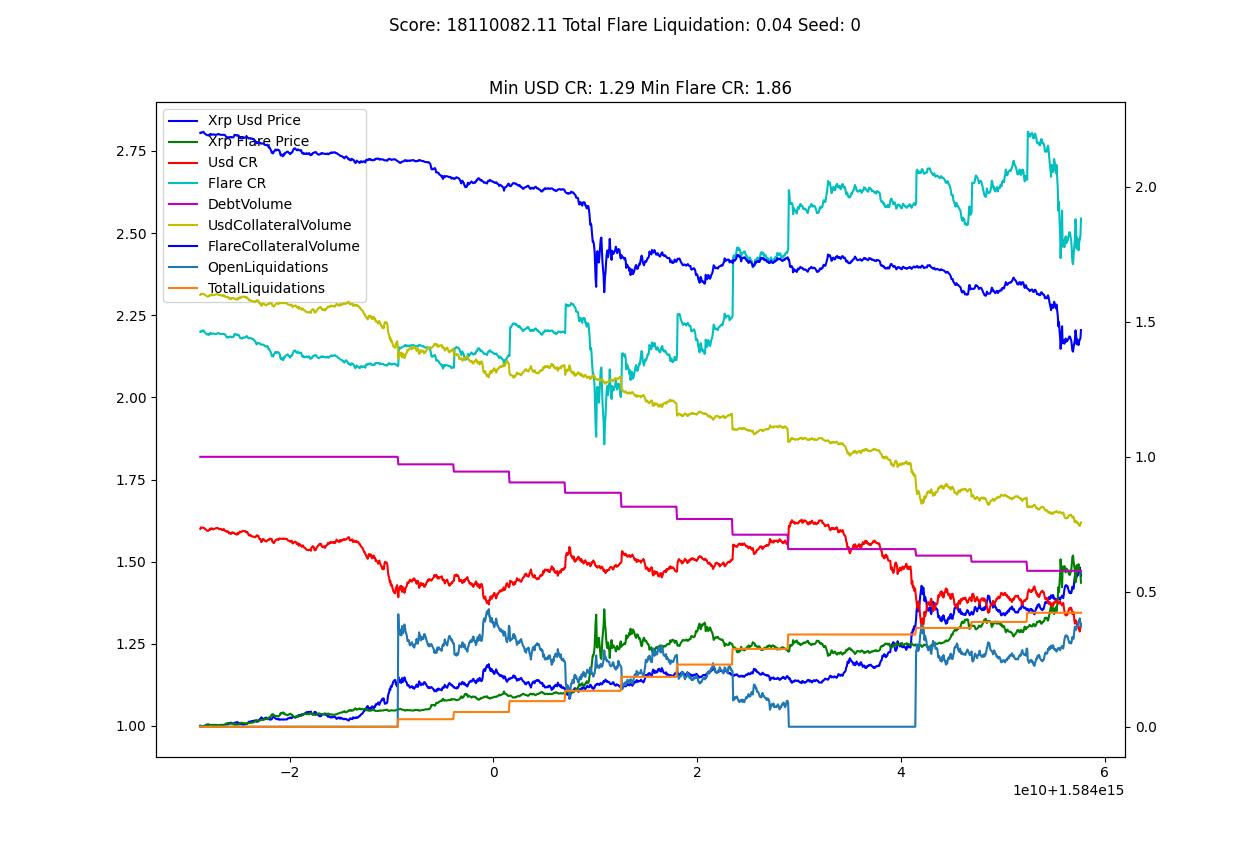 Score: 18110082.11 Total Flare Liquidation: 0.04 Seed: 0
Min USD CR: 1.29 Min Flare CR: 1.86
Xrp Usd Price
Xrp Flare Price
Usd CR
Flare CR
DebtVolume
UsdCollateralVolume
FlareCollateralVolume
OpenLiquidations
TotalLiquidations
2.75
2.50
2.25
2.00
1.75
1.50
1.25
1.00
2.0
1.5
1.0
0.5
0.0
−2 0 2 4 6
1e10+1.584e15